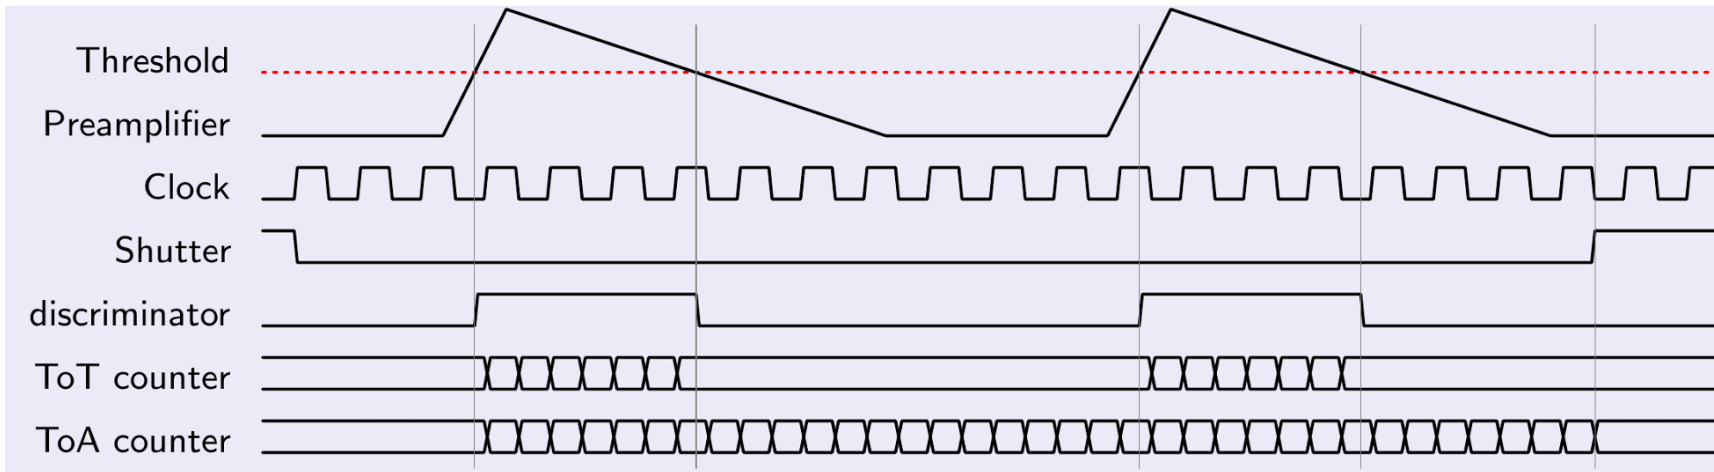 Threshold
Preamplifier
Clock
Shutter
discriminator
ToT counter
ToA counter